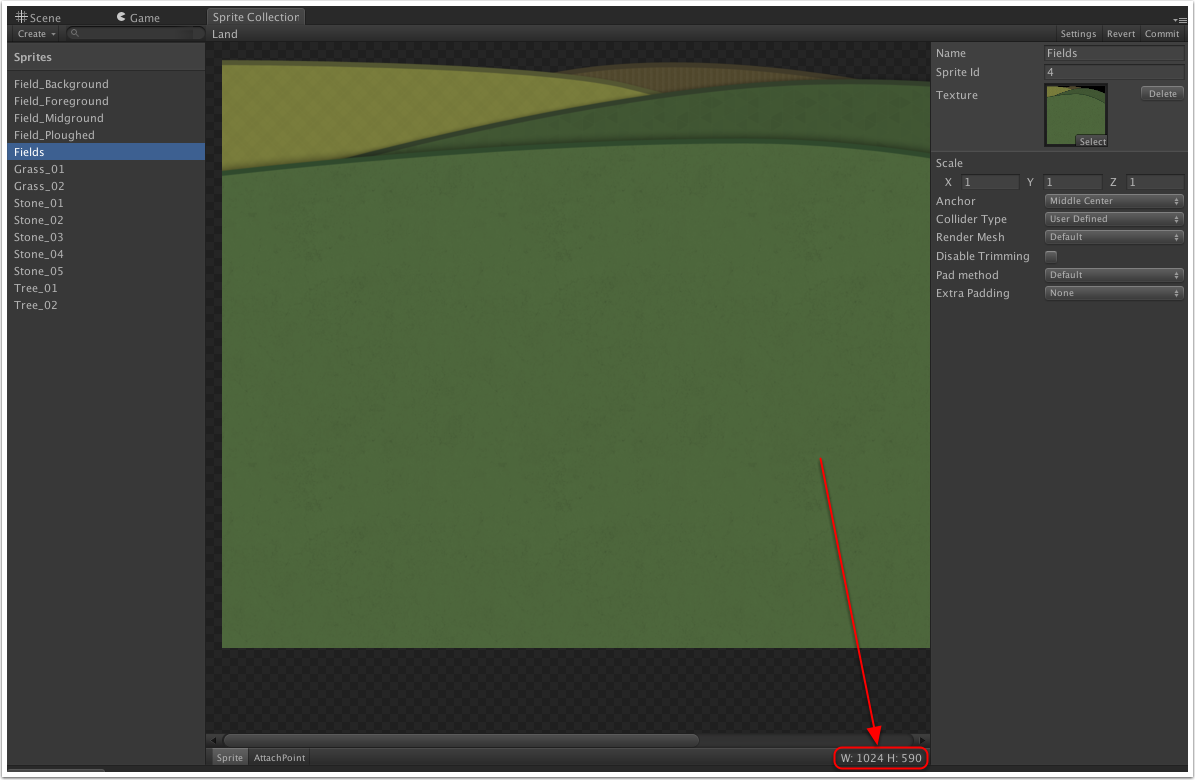 Scene Game Sprite Collection
Create
Land
Settings Revert Commit
Sprites
Field_Background
Field_Foreground
Field_Midground
Field_Ploughed
Fields
Grass_01
Grass_02
Stone_01
Stone_02
Stone_03
Stone_04
Stone_05
Tree_01
Tree_02
Name Fields
Sprite Id 4
Texture Delete
Select
Scale
X 1 Y 1 Z 1
Anchor Middle Center
Collider Type User Defined
Render Mesh Default
Disable Trimming
Pad method Default
Extra Padding None
Sprite AttachPoint
W: 1024 H: 590